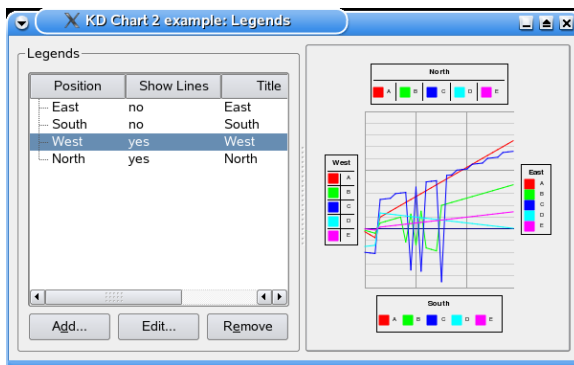 KD Chart 2 example: Legends
Legends
Position Show Lines Title
East no East
South no South
West yes West
North yes North
Add... Edit... Remove
North
A B C D E
West
A
B
C
D
E
East
A
B
C
D
E
South
A B C D E